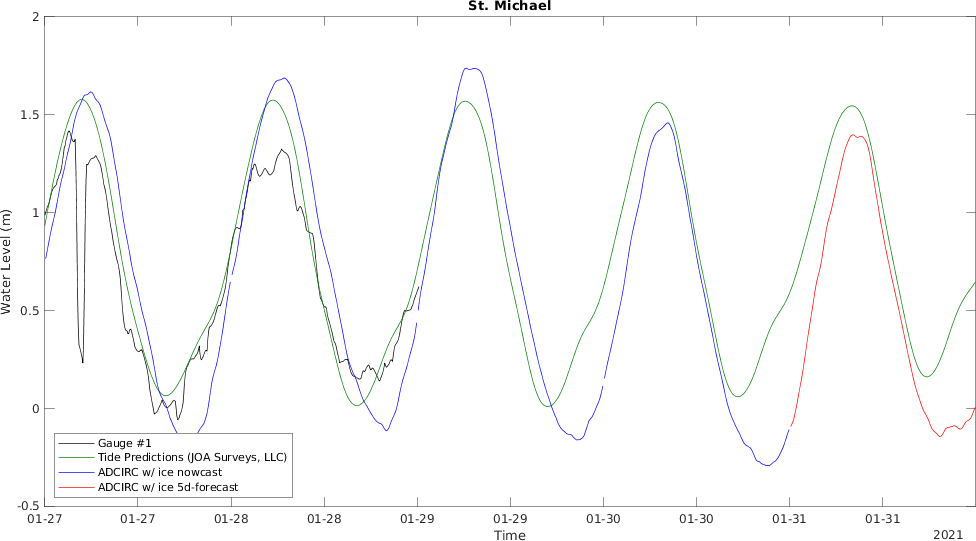 St. Michael
2
1.5
1
0.5
0
-0.5
Water Level (m)
Gauge #1
Tide Predictions (JOA Surveys, LLC)
ADCIRC w/ ice nowcast
ADCIRC w/ ice 5d-forecast
01-27 01-27 01-28 01-28 01-29 01-29 01-30 01-30 01-31 01-31
Time
2021